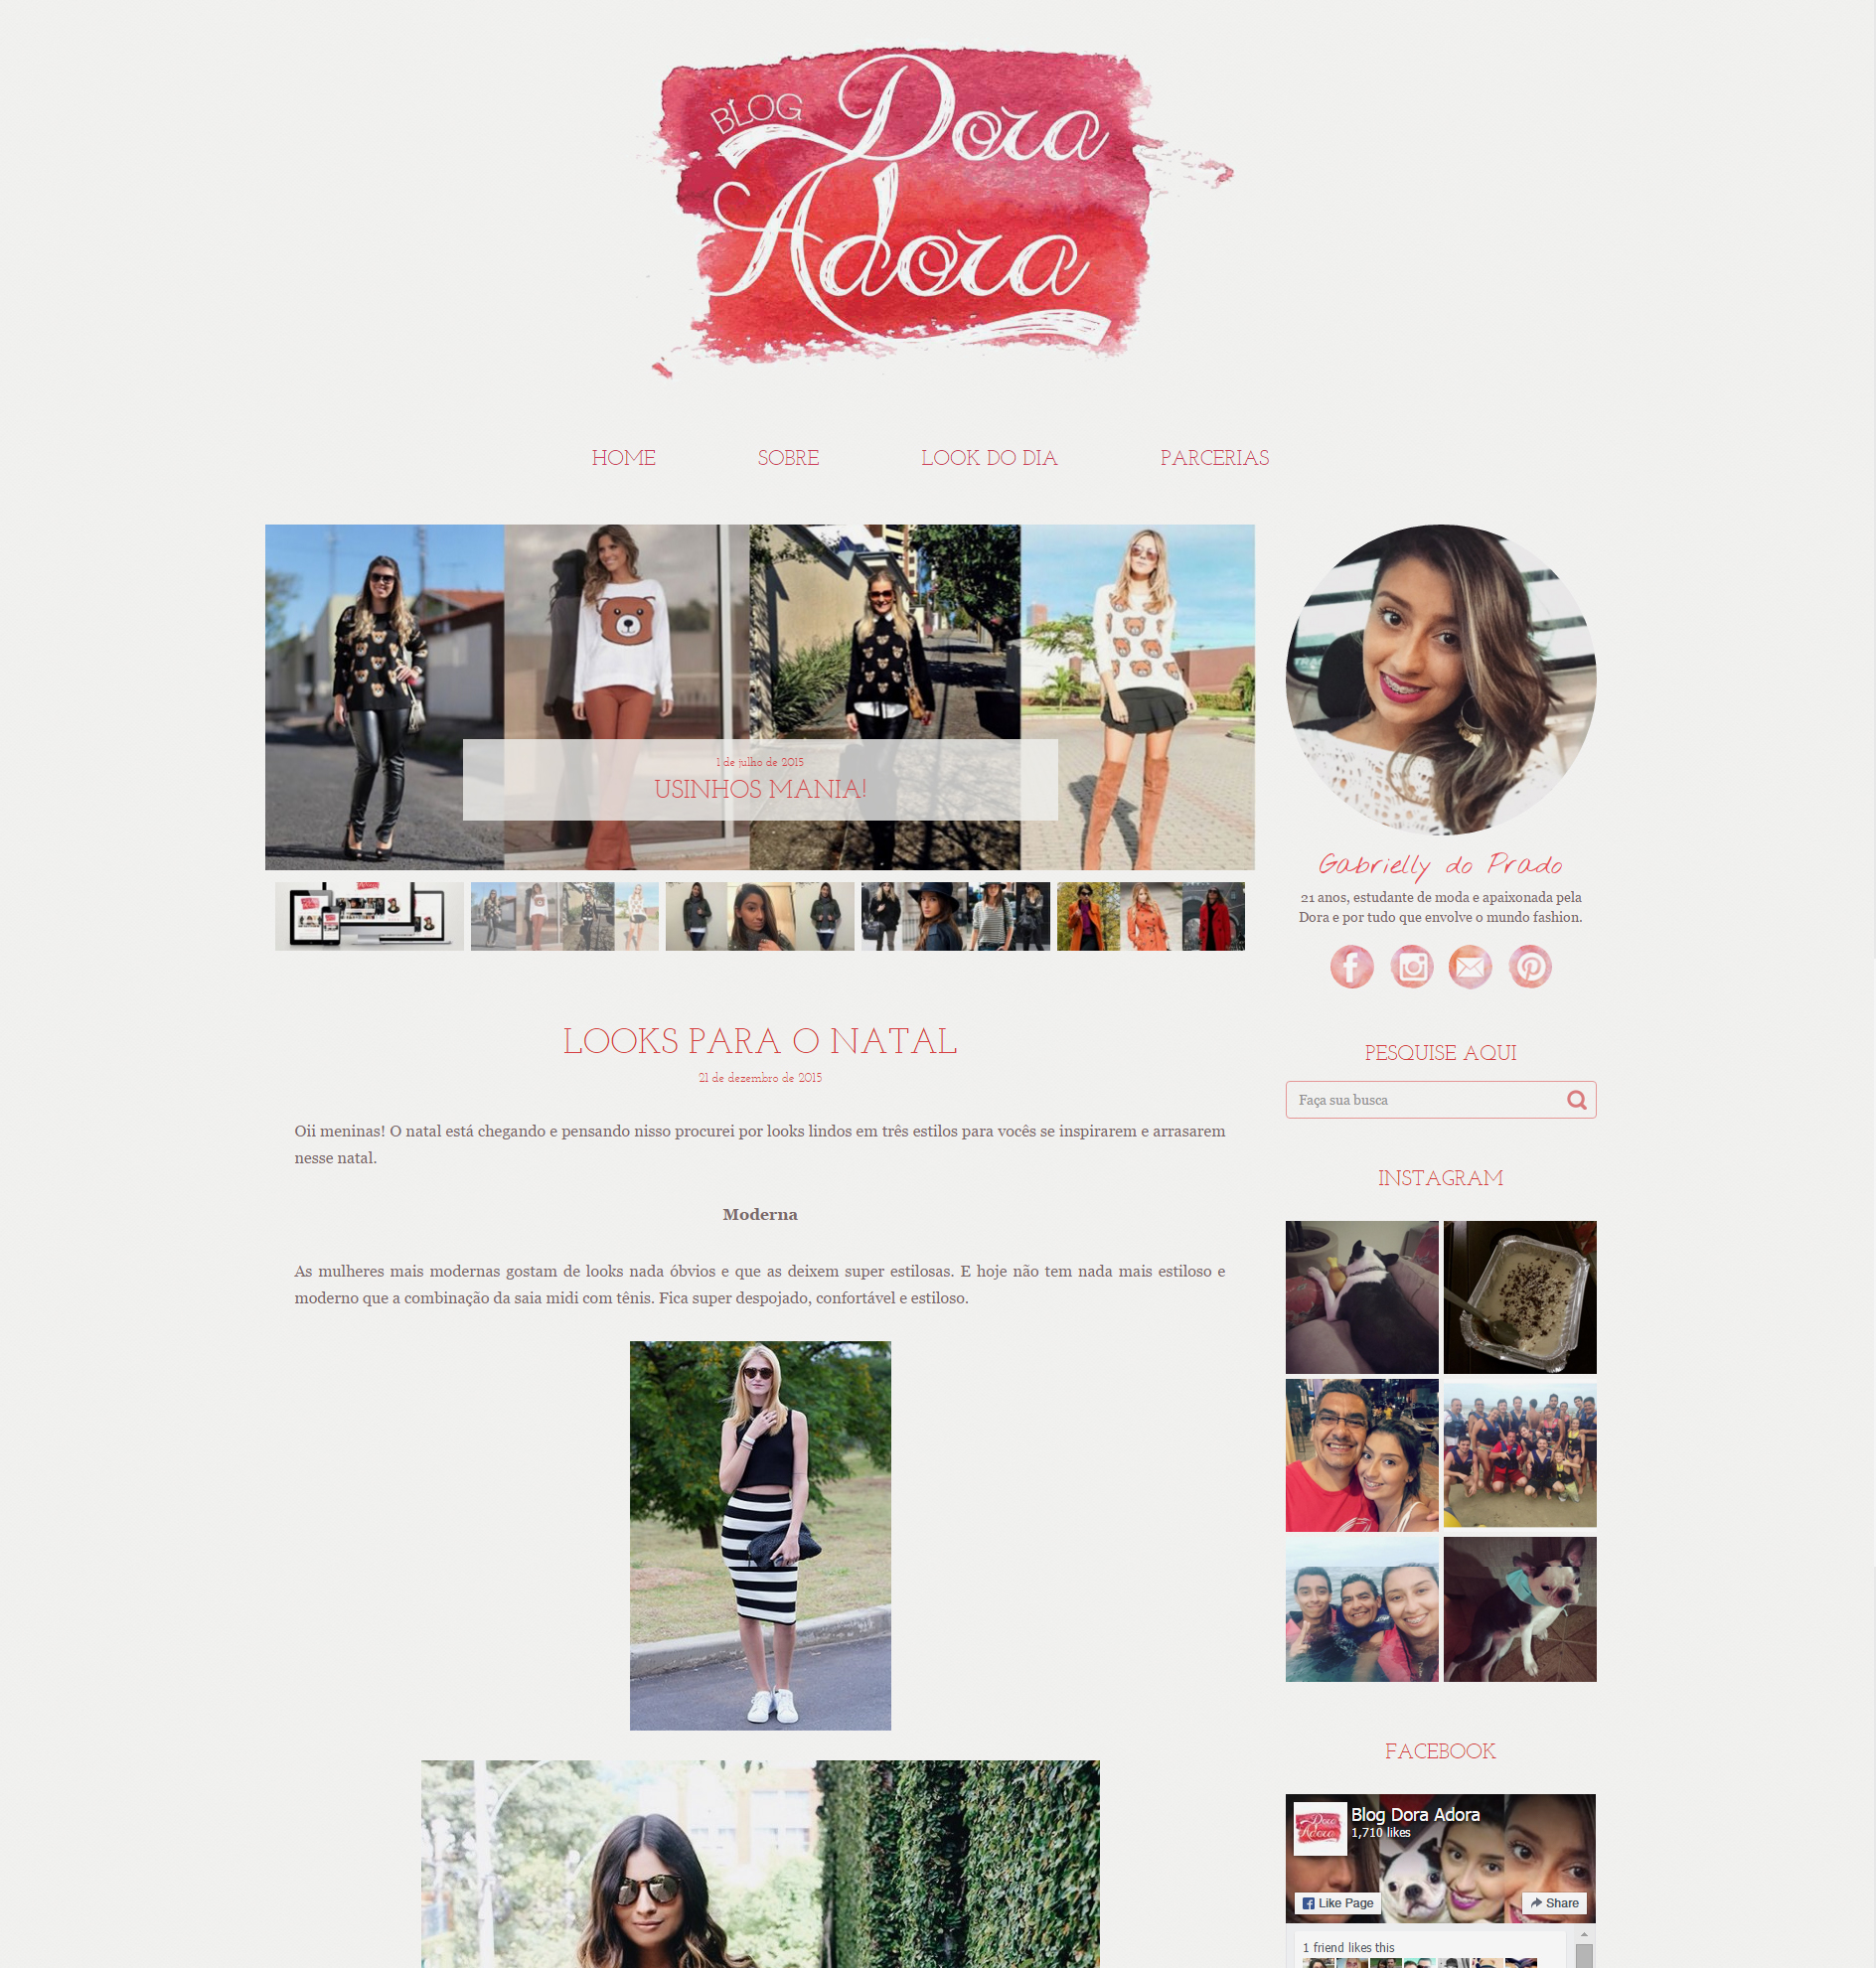 BLOG Dora
Adora
HOME SOBRE LOOK DO DIA PARCERIAS
1 de julho de 2015
USINHOS MANIA!
Gabrielly do Prado
21 anos, estudante de moda e apaixonada pela
Dora e por tudo que envolve o mundo fashion.
LOOKS PARA O NATAL
21 de dezembro de 2015
Oii meninas! O natal está chegando e pensando nisso procurei por looks lindos em três estilos para vocês se inspirarem e arrasarem
nesse natal.
Moderna
As mulheres mais modernas gostam de looks nada óbvios e que as deixem super estilosas. E hoje não tem nada mais estiloso e
moderno que a combinação da saia midi com tênis. Fica super despojado, confortável e estiloso.
PESQUISE AQUI
Faça sua busca
INSTAGRAM
FACEBOOK
Dora
Adora
Blog Dora Adora
1,710 likes
Like Page
Share
1 friend likes this